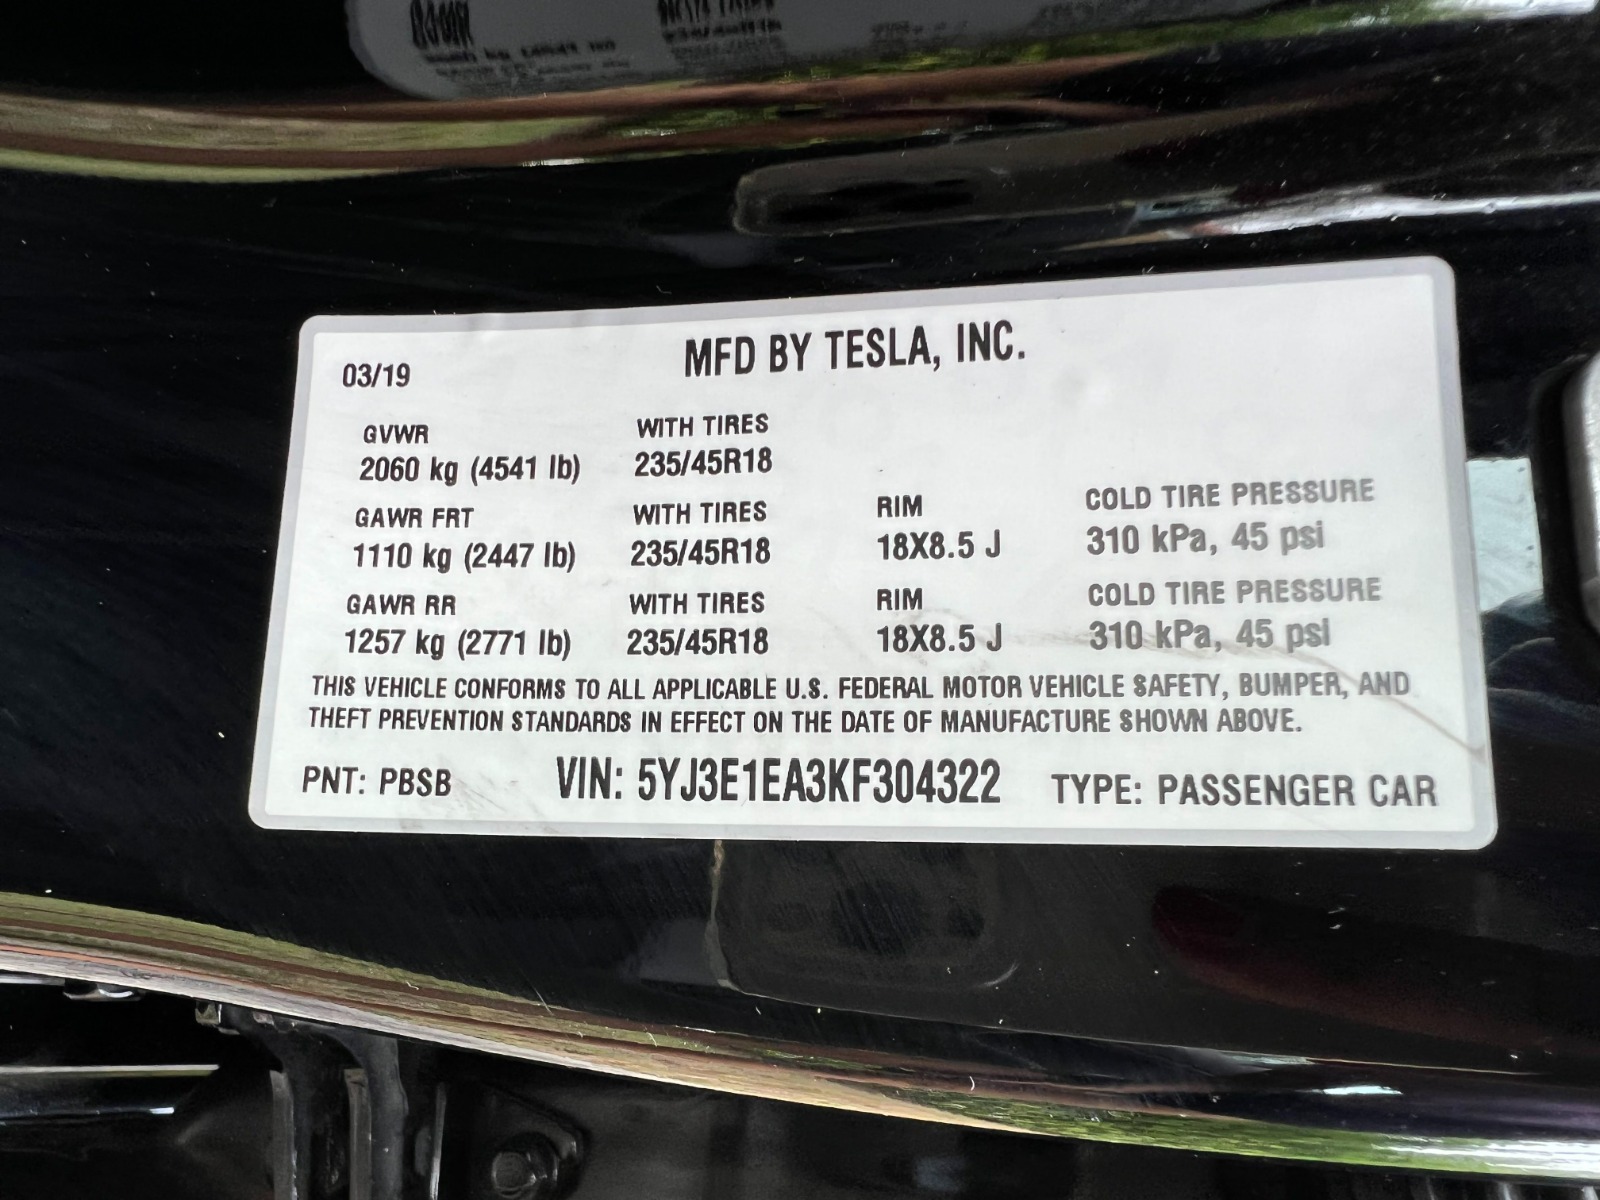 MFD BY TESLA, INC.
03/19
GVWR WITH TIRES
2060 kg (4541 lb) 235/45R18
GAWR FRT WITH TIRES RIM COLD TIRE PRESSURE
1110 kg (2447 lb) 235/45R18 18X8.5 J 310 kPa, 45 psi
GAWR RR WITH TIRES RIM COLD TIRE PRESSURE
1257 kg (2771 lb) 235/45R18 18X8.5 J 310 kPa, 45 psi
THIS VEHICLE CONFORMS TO ALL APPLICABLE U.S. FEDERAL MOTOR VEHICLE SAFETY, BUMPER, AND
THEFT PREVENTION STANDARDS IN EFFECT ON THE DATE OF MANUFACTURE SHOWN ABOVE.
PNT: PBSB VIN: 5YJ3E1EA3KF304322 TYPE: PASSENGER CAR